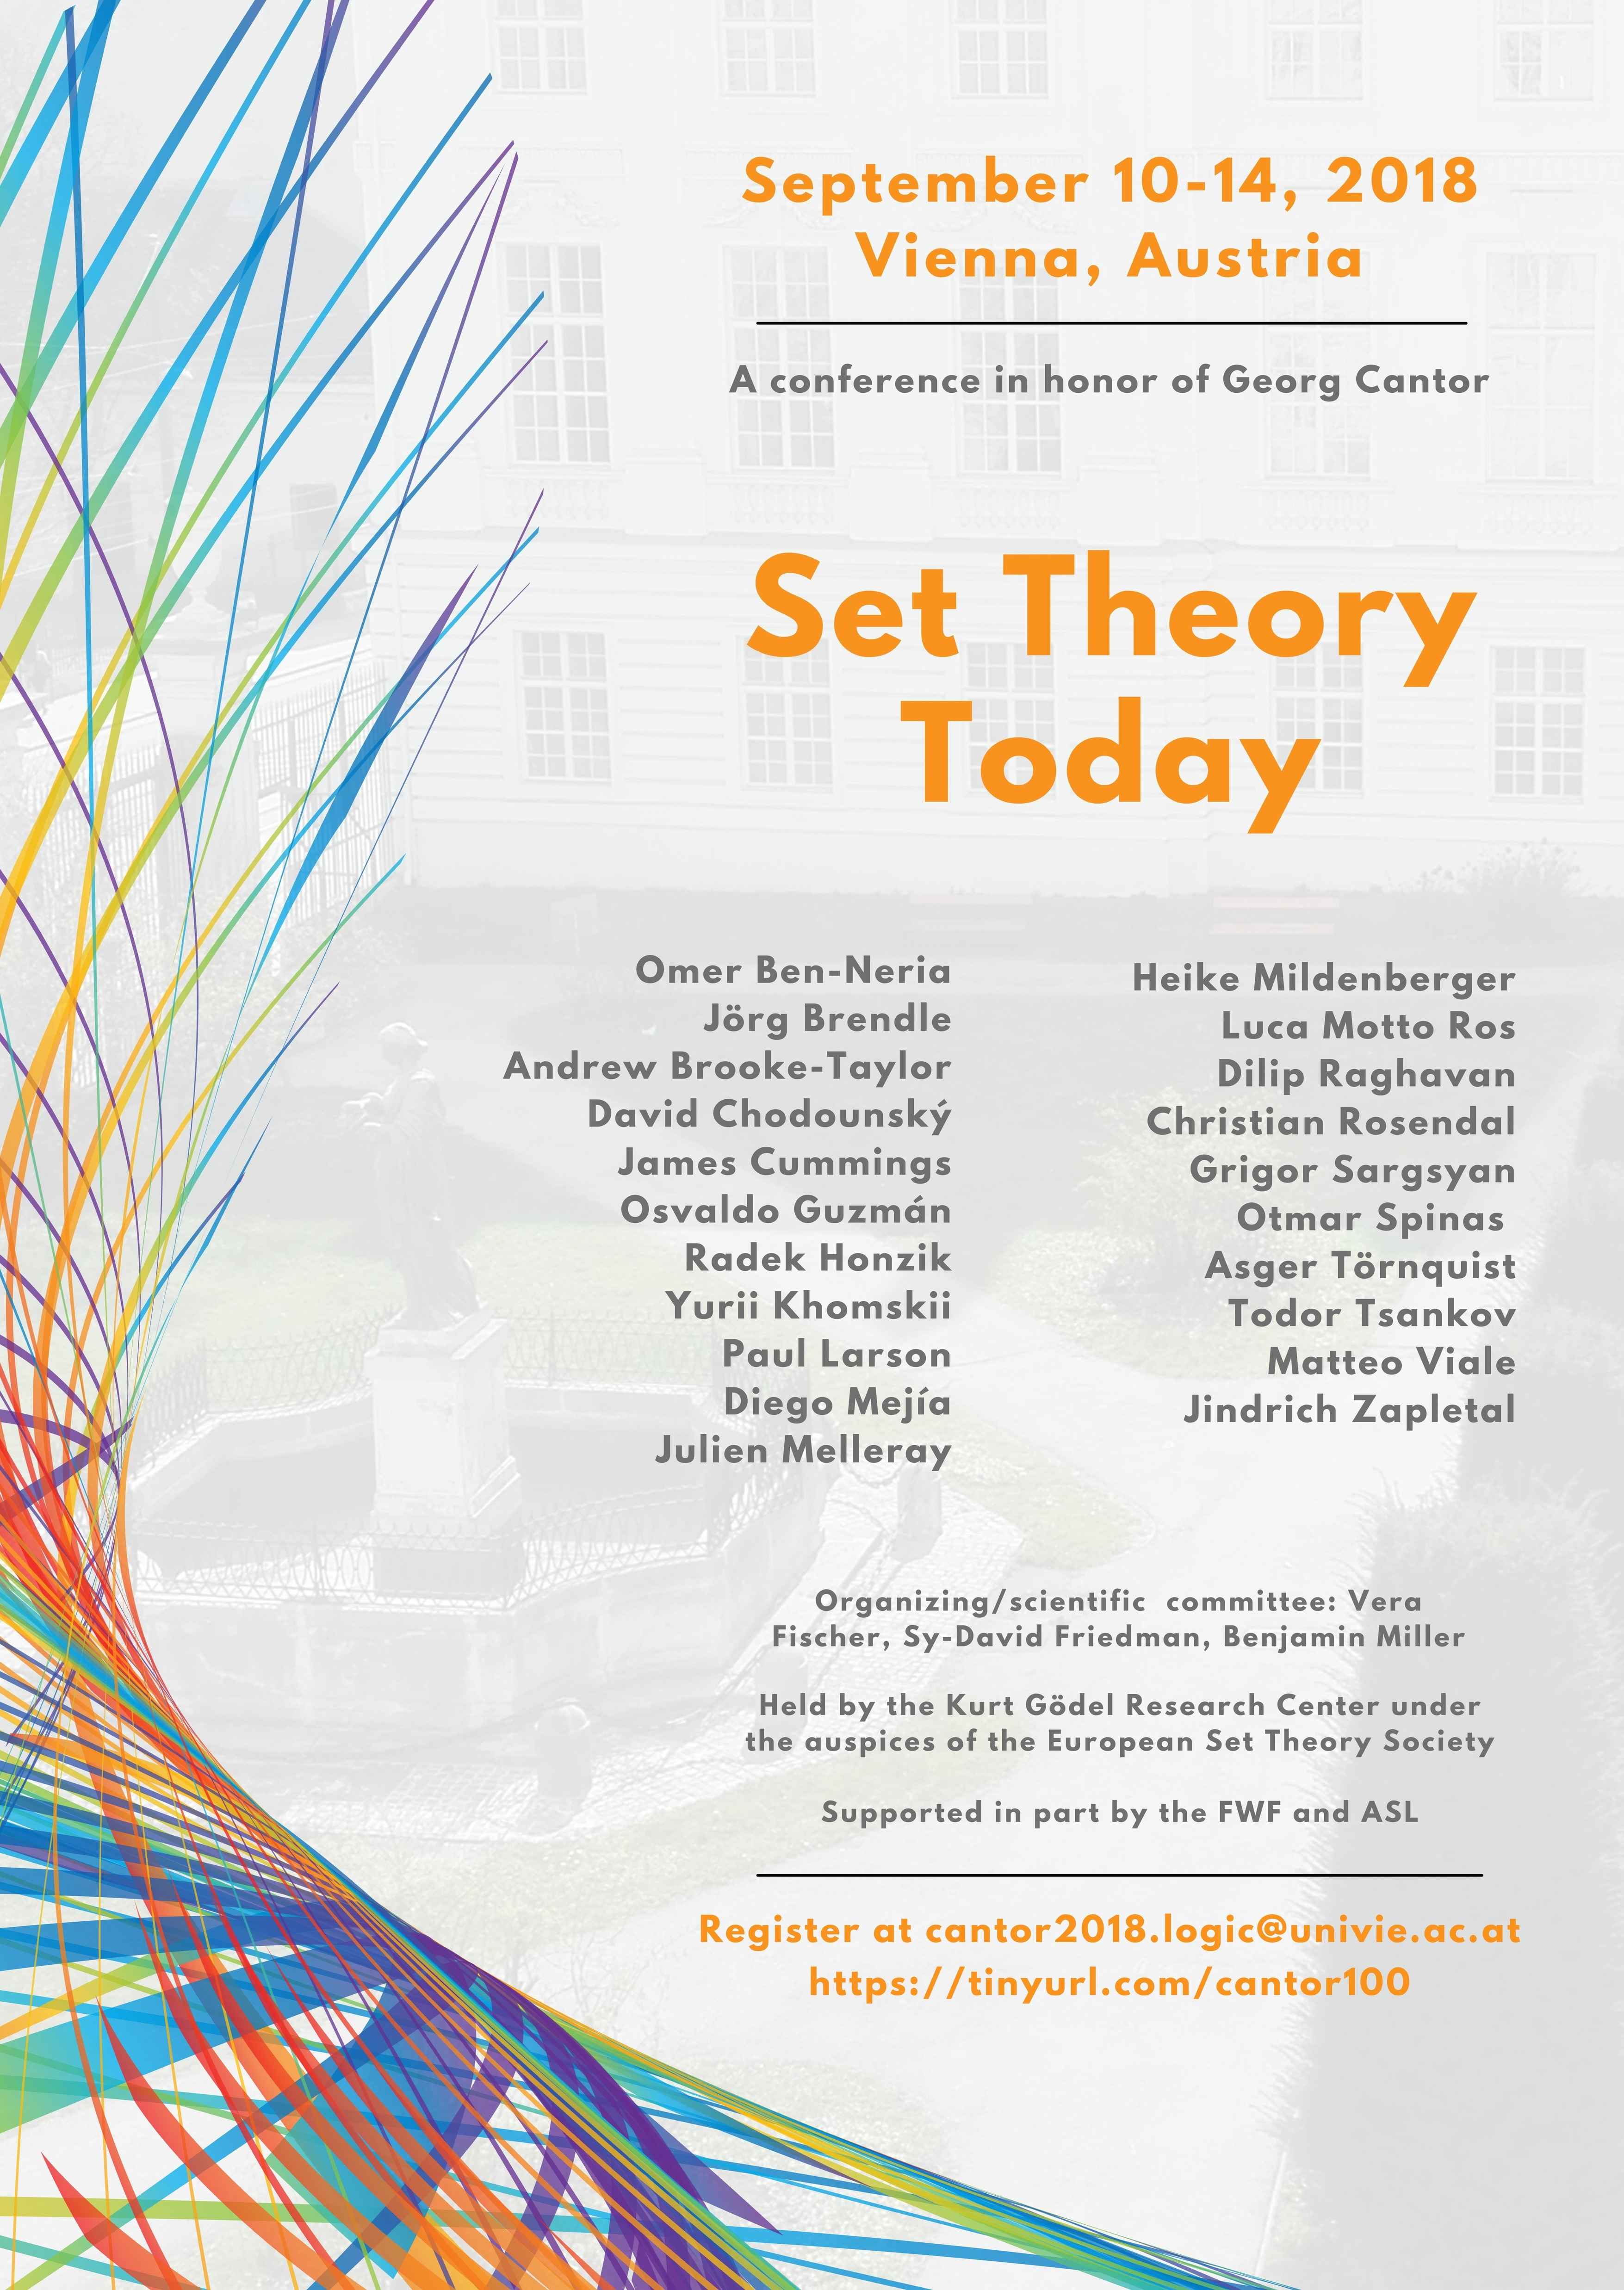 September 10-14, 2018
Vienna, Austria
A conference in honor of Georg Cantor
Set Theory
Today
Omer Ben-Neria
Jörg Brendle
Andrew Brooke-Taylor
David Chodounský
James Cummings
Osvaldo Guzmán
Radek Honzik
Yurii Khomskii
Paul Larson
Diego Mejía
Julien Melleray
Heike Mildenberger
Luca Motto Ros
Dilip Raghavan
Christian Rosendal
Grigor Sargsyan
Otmar Spinas
Asger Törnquist
Todor Tsankov
Matteo Viale
Jindrich Zapletal
Organizing/scientific committee: Vera
Fischer, Sy-David Friedman, Benjamin Miller
Held by the Kurt Gödel Research Center under
the auspices of the European Set Theory Society
Supported in part by the FWF and ASL
Register at cantor2018.logic@univie.ac.at
https://tinyurl.com/cantor100